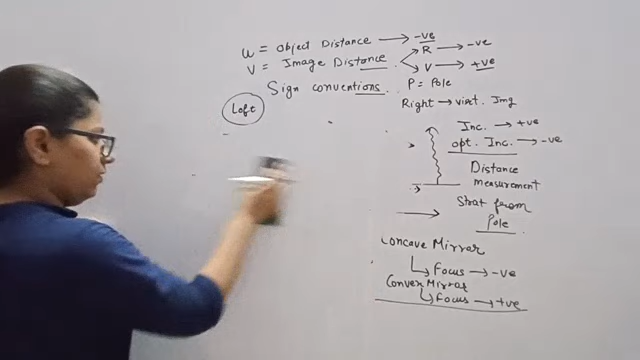 u = Object Distance → -ve
V = Image Distance → R → -ve
→ V → +ve
Sign conventions. P = Pole
Left
Right → virt. Img
Inc. → +ve
opt. Inc. → -ve
Distance
measurement
Strat from
Pole
Concave Mirror
Focus → -ve
Convex Mirror
Focus → +ve